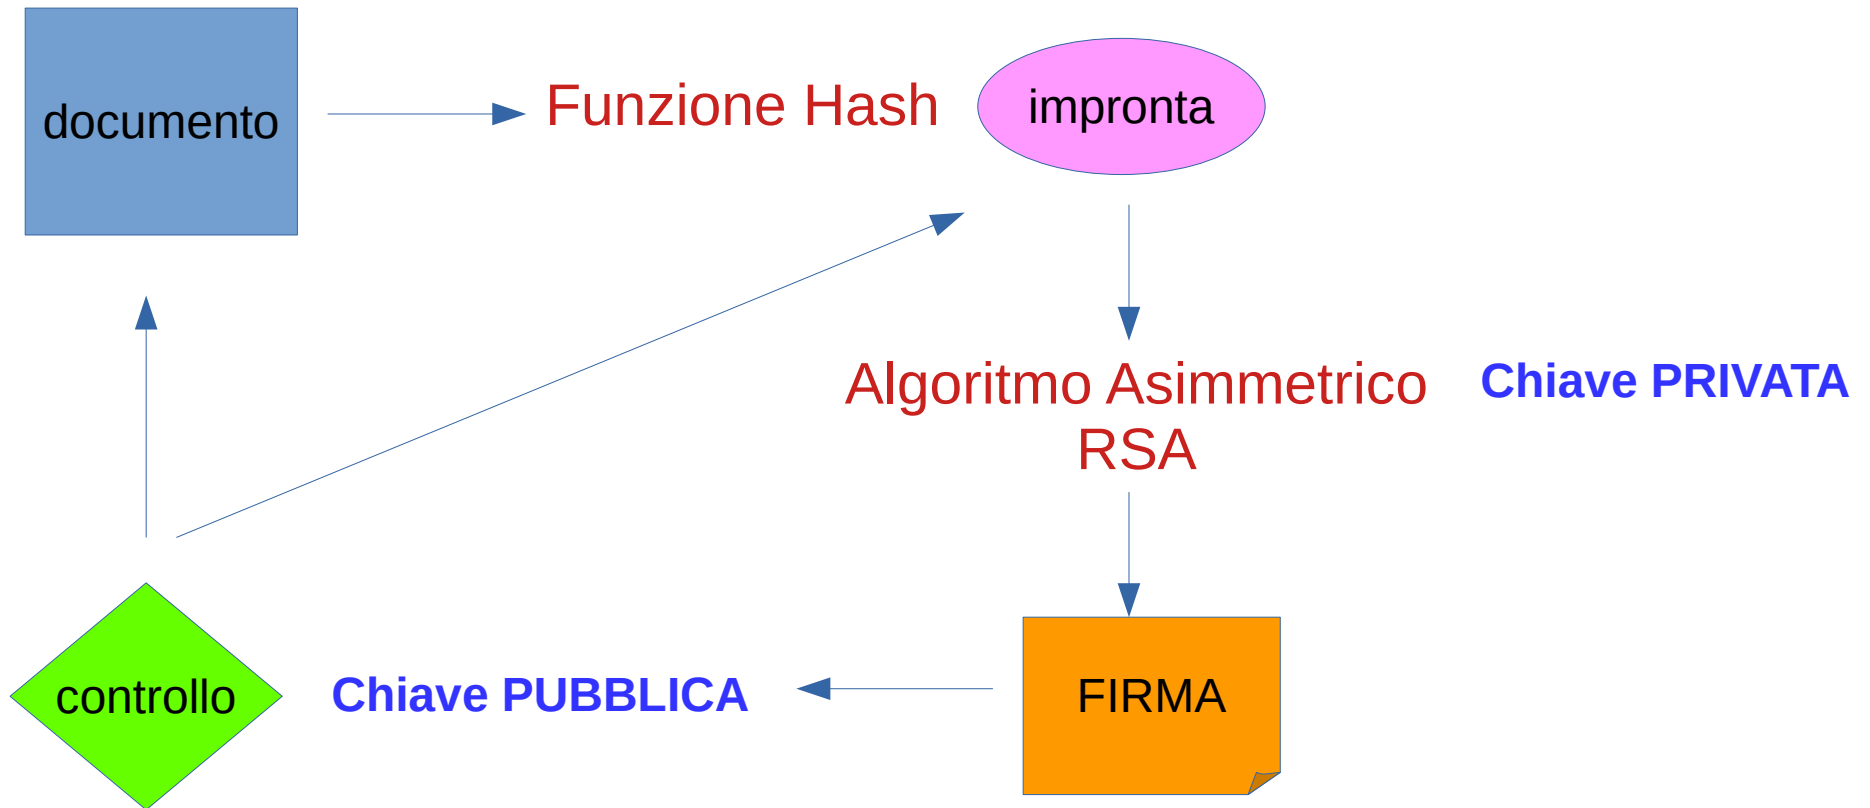 documento
Funzione Hash
impronta
Algoritmo Asimmetrico
RSA
Chiave PRIVATA
controllo
Chiave PUBBLICA
FIRMA